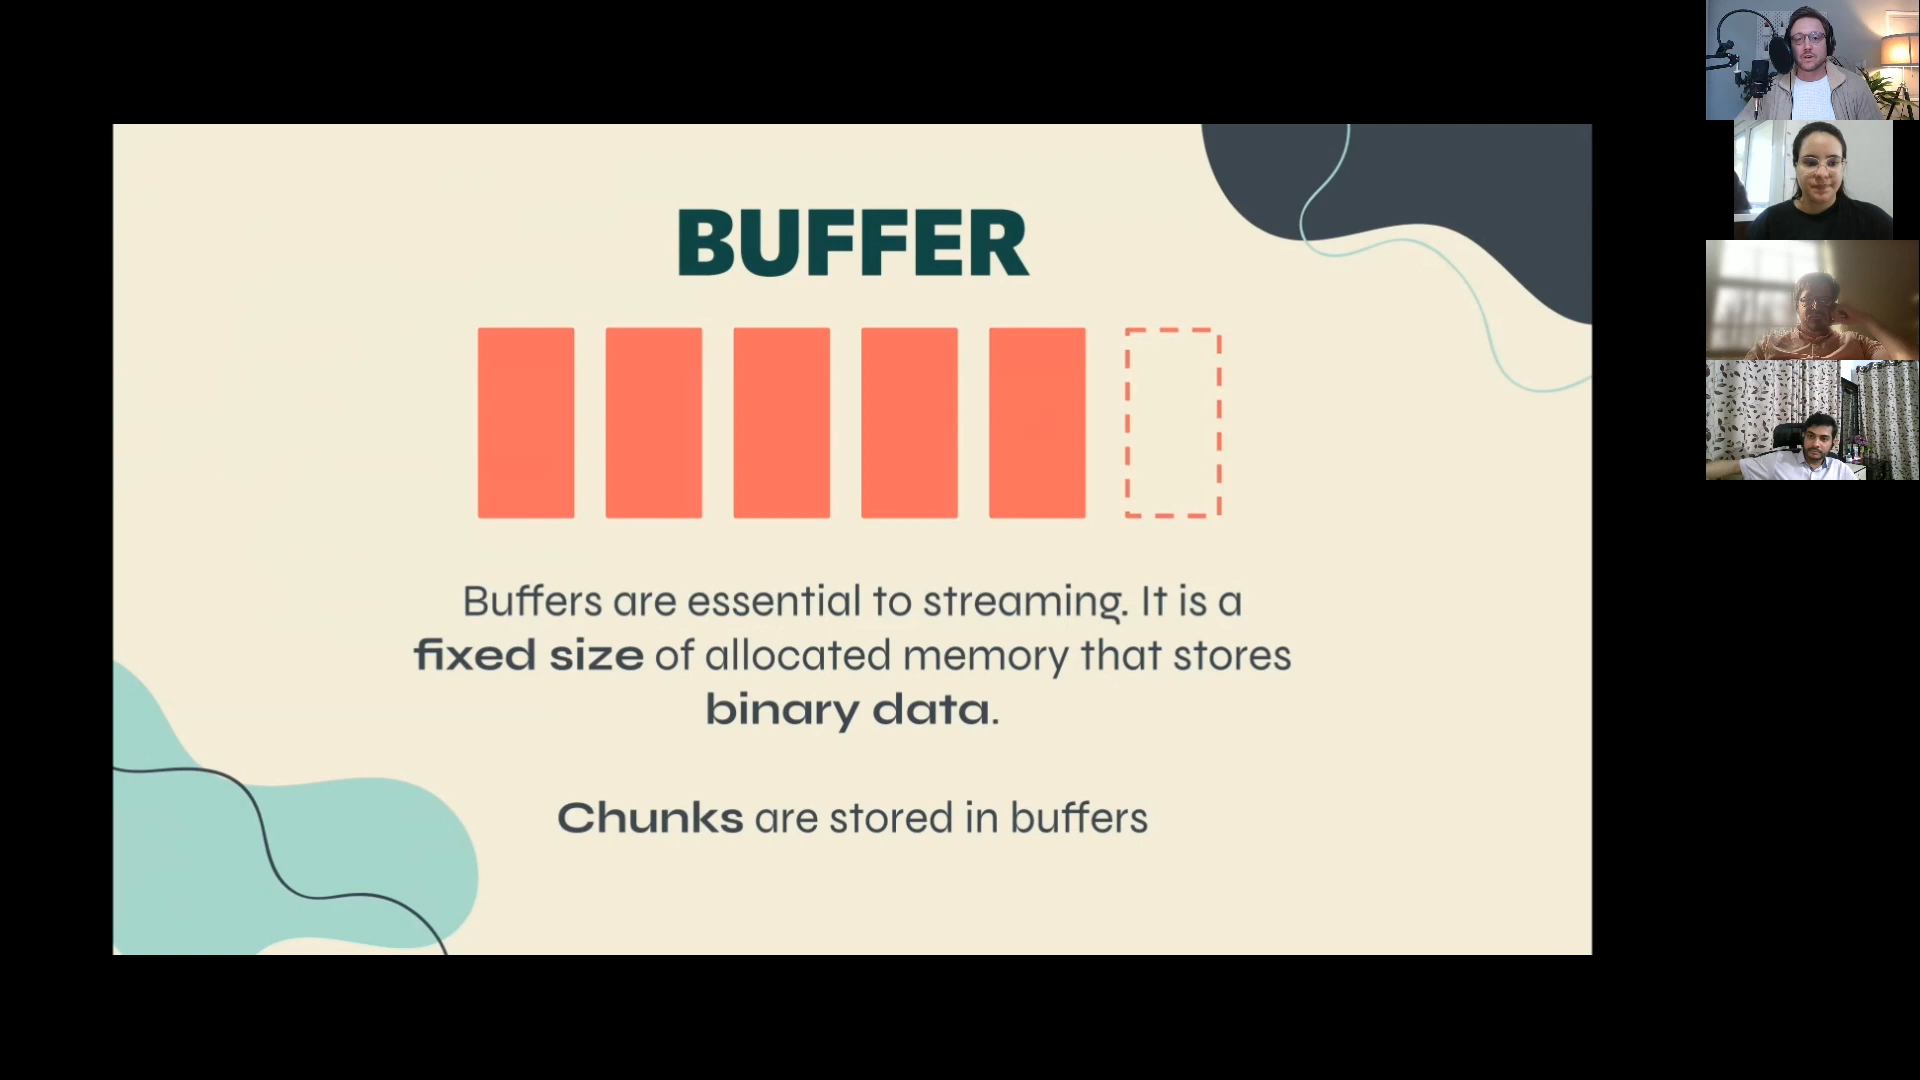 BUFFER
Buffers are essential to streaming. It is a
fixed size of allocated memory that stores
binary data.
Chunks are stored in buffers